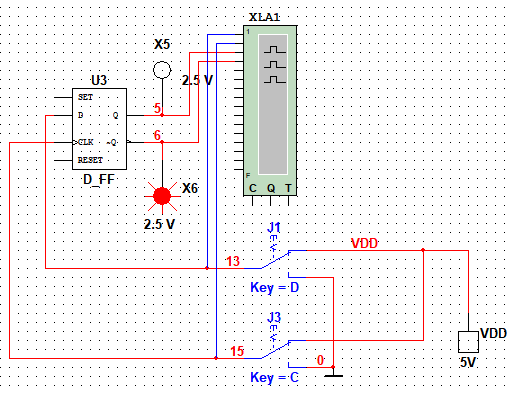 XLA1
X5
1
2.5 V
U3
SET
D
Q
5
CLK
~Q
6
RESET
D_FF
F
X6
C Q T
2.5 V
J1
VDD
13
Key = D
J3
VDD
15
0
5V
Key = C